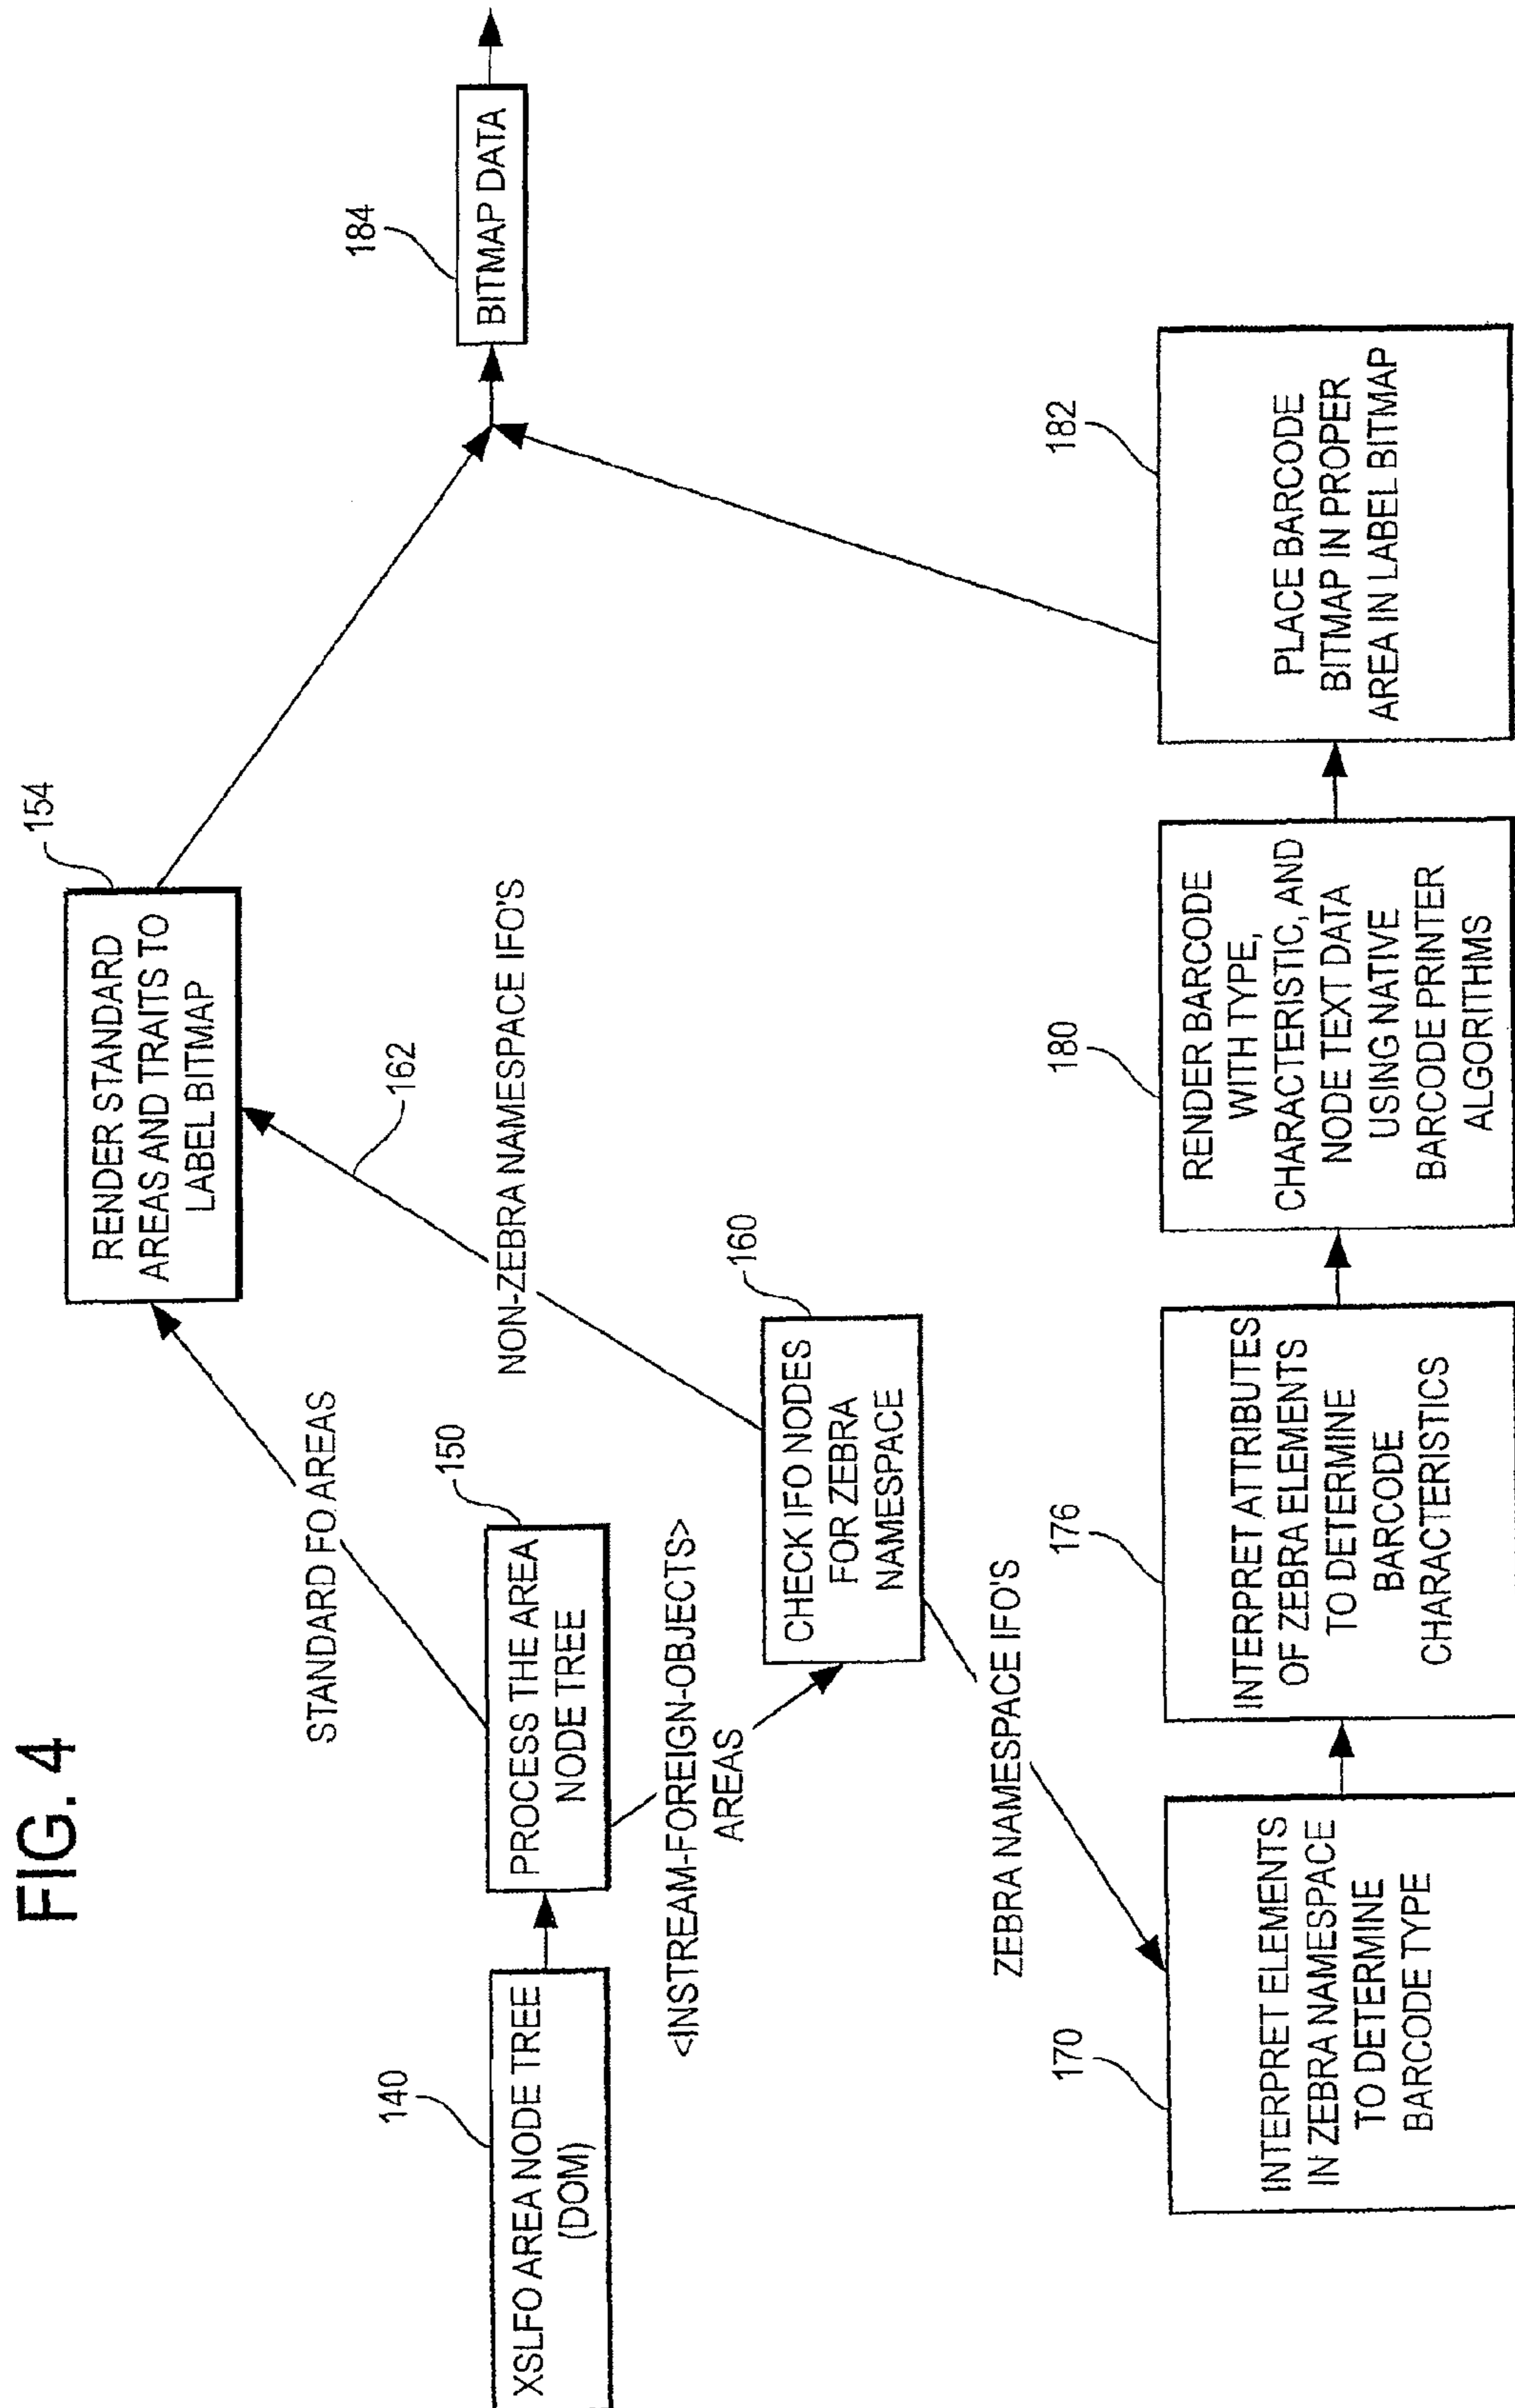 FIG. 4
140
XSLFO AREA NODE TREE
(DOM)
150
PROCESS THE AREA
NODE TREE
STANDARD FO AREAS
154
RENDER STANDARD
AREAS AND TRAITS TO
LABEL BITMAP
<INSTREAM-FOREIGN-OBJECTS>
AREAS
160
CHECK IFO NODES
FOR ZEBRA
NAMESPACE
162
NON-ZEBRA NAMESPACE IFO'S
ZEBRA NAMESPACE IFO'S
170
INTERPRET ELEMENTS
IN ZEBRA NAMESPACE
TO DETERMINE
BARCODE TYPE
176
INTERPRET ATTRIBUTES
OF ZEBRA ELEMENTS
TO DETERMINE
BARCODE
CHARACTERISTICS
180
RENDER BARCODE
WITH TYPE,
CHARACTERISTIC, AND
NODE TEXT DATA
USING NATIVE
BARCODE PRINTER
ALGORITHMS
182
PLACE BARCODE
BITMAP IN PROPER
AREA IN LABEL BITMAP
184
BITMAP DATA